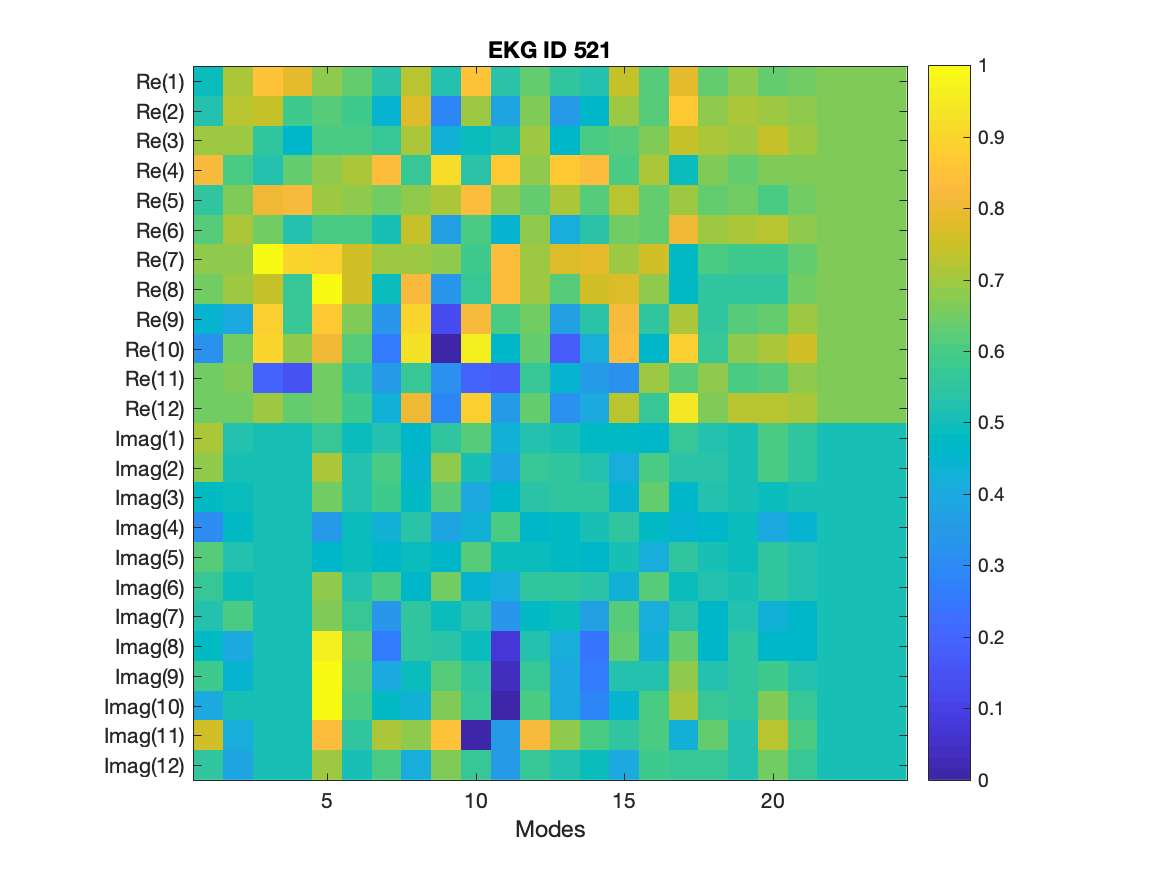 EKG ID 521
Re(1)
Re(2)
Re(3)
Re(4)
Re(5)
Re(6)
Re(7)
Re(8)
Re(9)
Re(10)
Re(11)
Re(12)
Imag(1)
Imag(2)
Imag(3)
Imag(4)
Imag(5)
Imag(6)
Imag(7)
Imag(8)
Imag(9)
Imag(10)
Imag(11)
Imag(12)
5 10 15 20
Modes
1
0.9
0.8
0.7
0.6
0.5
0.4
0.3
0.2
0.1
0